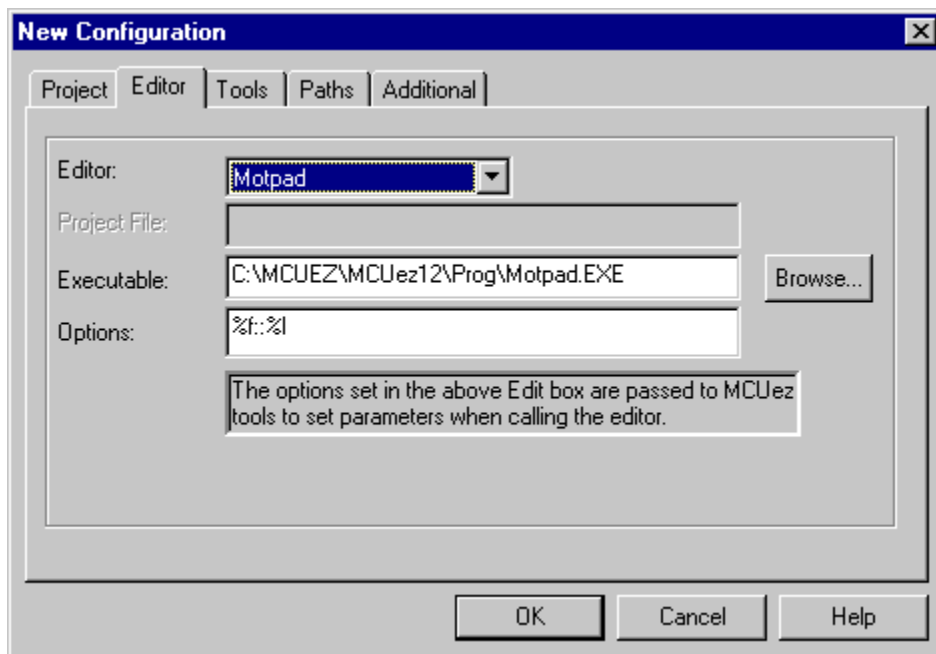 New Configuration
Project Editor Tools Paths Additional
Editor: Motpad
Project File:
Executable: C:\MCUEZ\MCUez12\Prog\Motpad.EXE Browse...
Options: %f::%l
The options set in the above Edit box are passed to MCUez
tools to set parameters when calling the editor.
OK Cancel Help